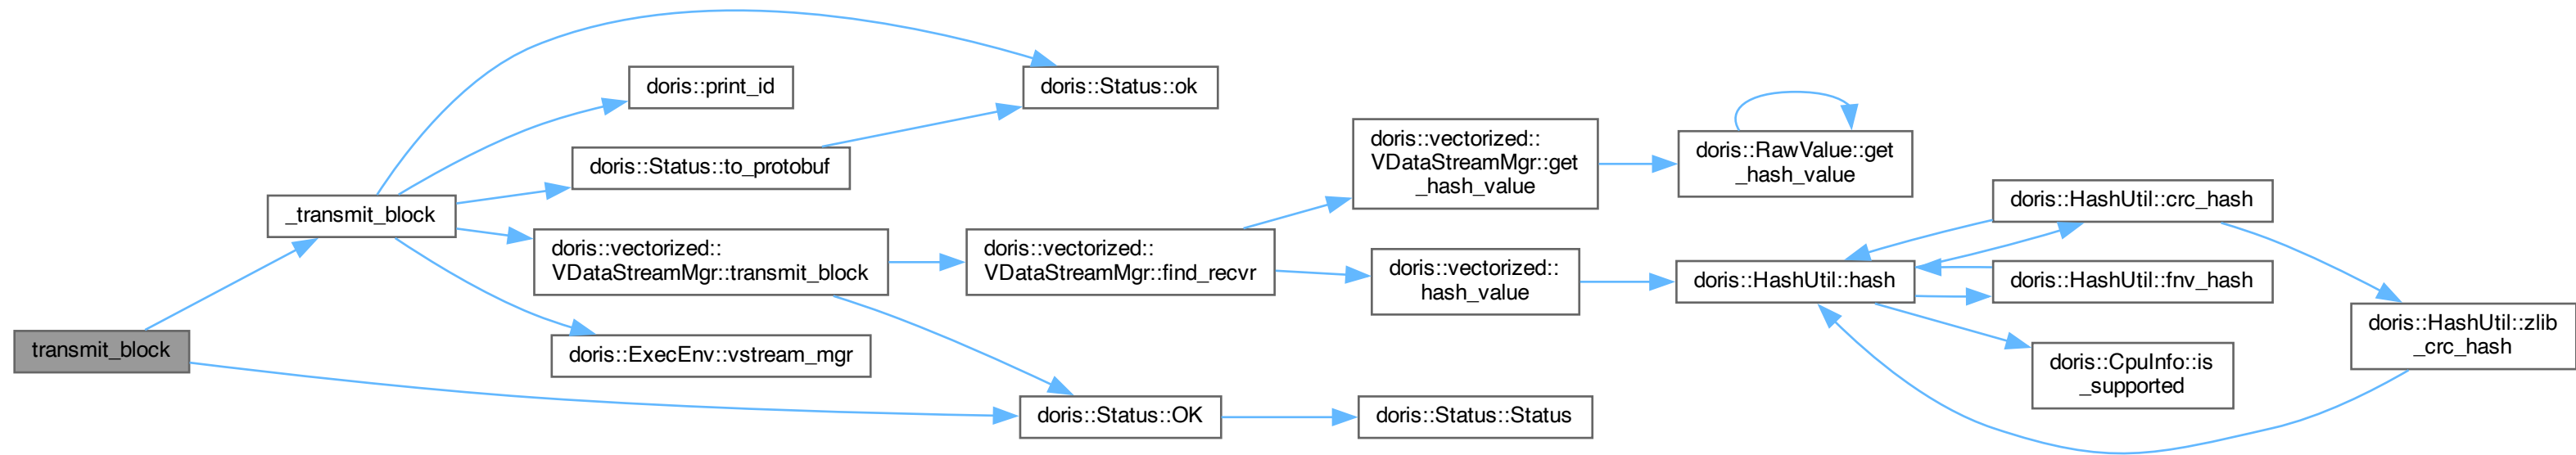 transmit_block
_transmit_block
doris::print_id
doris::Status::to_protobuf
doris::vectorized::
VDataStreamMgr::transmit_block
doris::ExecEnv::vstream_mgr
doris::Status::ok
doris::vectorized::
VDataStreamMgr::find_recvr
doris::Status::OK
doris::vectorized::
VDataStreamMgr::get
_hash_value
doris::vectorized::
hash_value
doris::Status::Status
doris::RawValue::get
_hash_value
doris::HashUtil::hash
doris::HashUtil::crc_hash
doris::HashUtil::fnv_hash
doris::CpuInfo::is
_supported
doris::HashUtil::zlib
_crc_hash